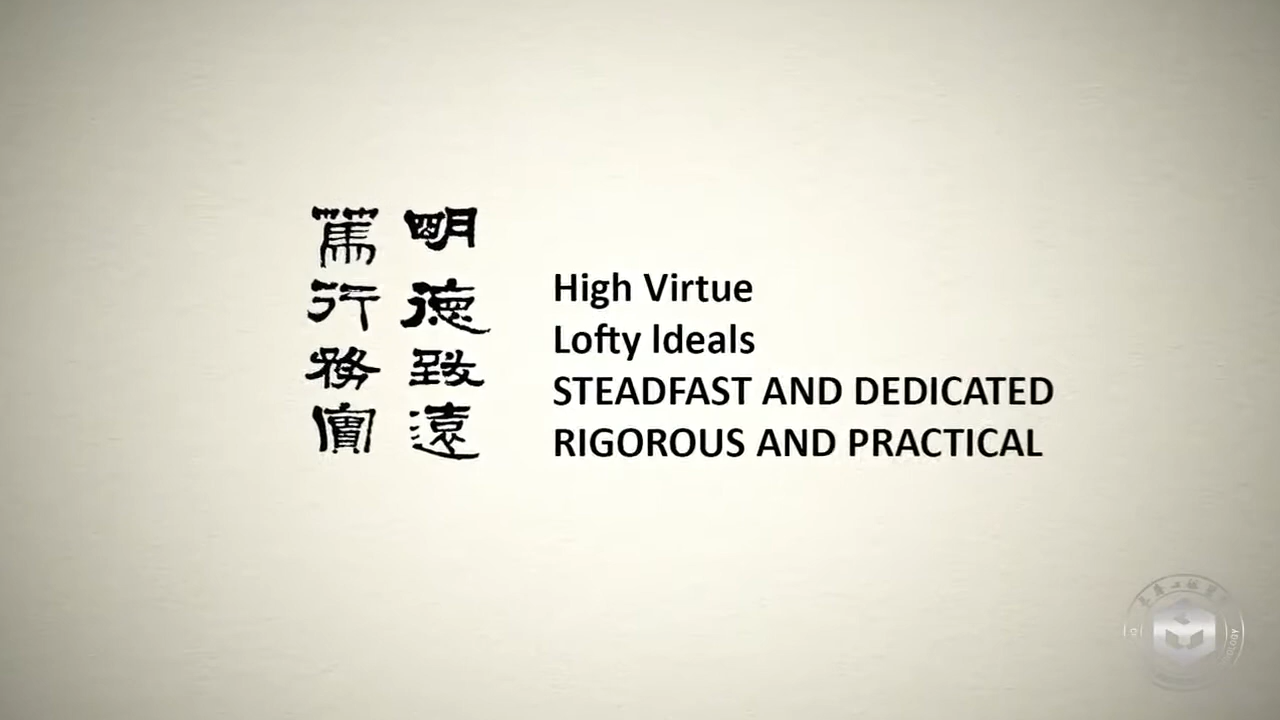 明德致遠
篤行務實
High Virtue
Lofty Ideals
STEADFAST AND DEDICATED
RIGOROUS AND PRACTICAL